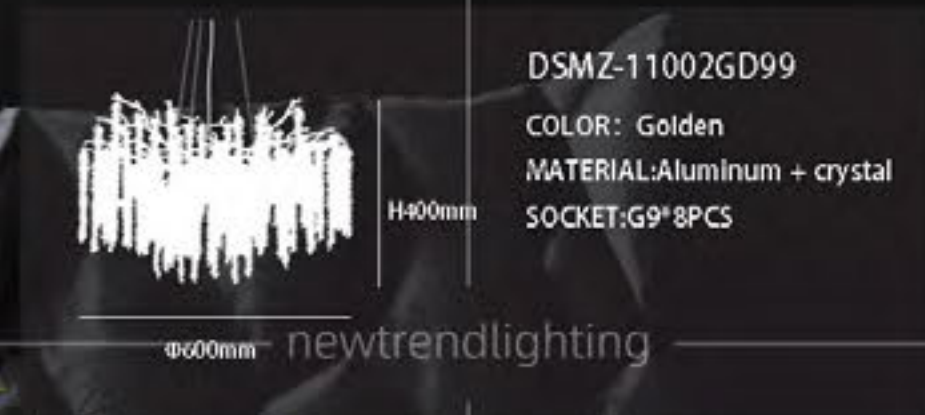 DSMZ-11002GD99
COLOR: Golden
MATERIAL:Aluminum + crystal
SOCKET:G9*8PCS
H400mm
Φ600mm
newtrendlighting